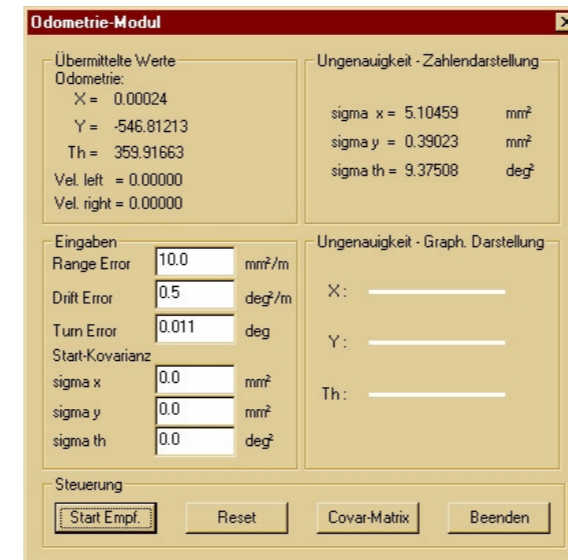 Odometrie-Modul
Übermittelte Werte
Odometrie:
X = 0.00024
Y = -546.81213
Th = 359.91663
Vel. left = 0.00000
Vel. right = 0.00000
Ungenauigkeit - Zahlendarstellung
sigma x = 5.10459 mm²
sigma y = 0.39023 mm²
sigma th = 9.37508 deg²
Eingaben
Range Error 10.0 mm²/m
Drift Error 0.5 deg²/m
Turn Error 0.011 deg
Start-Kovarianz
sigma x 0.0 mm²
sigma y 0.0 mm²
sigma th 0.0 deg²
Ungenauigkeit - Graph. Darstellung
X :
Y :
Th :
Steuerung
Start Empf. Reset Covar-Matrix Beenden